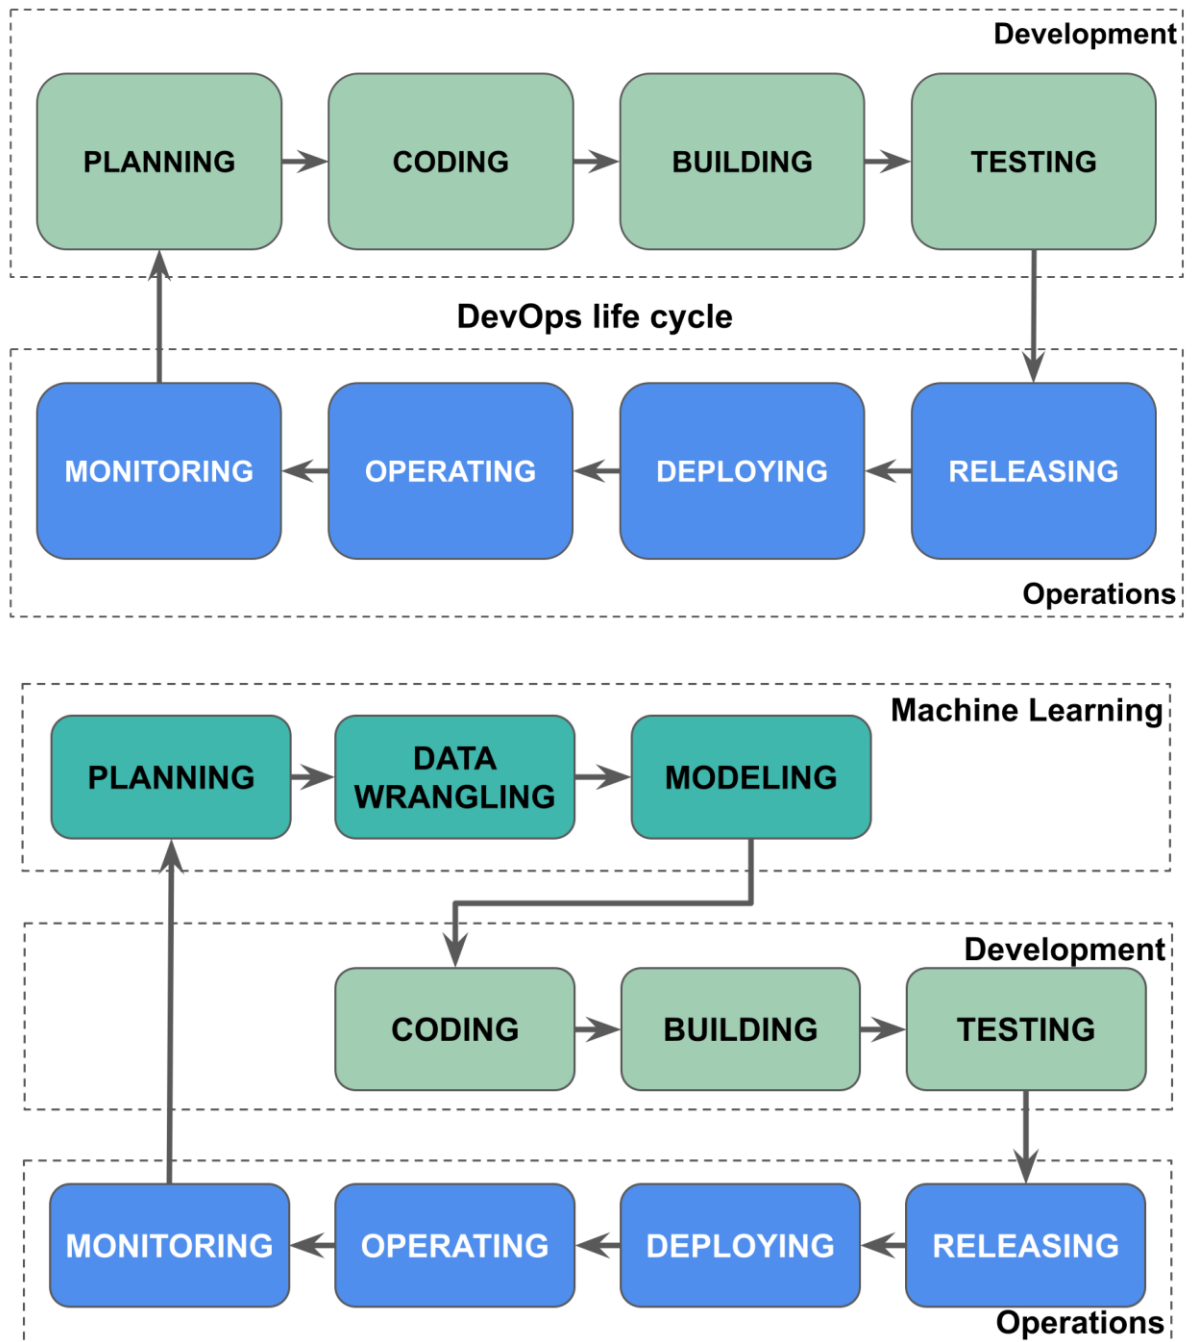 Development
PLANNING
CODING
BUILDING
TESTING
DevOps life cycle
MONITORING
OPERATING
DEPLOYING
RELEASING
Operations
Machine Learning
PLANNING
DATA
WRANGLING
MODELING
Development
CODING
BUILDING
TESTING
MONITORING
OPERATING
DEPLOYING
RELEASING
Operations